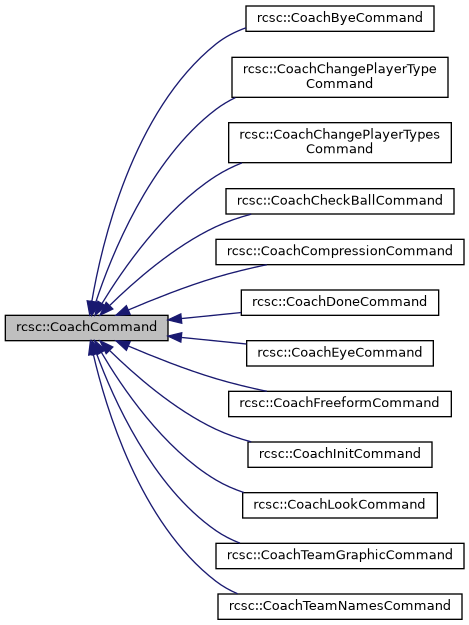 rcsc::CoachByeCommand
rcsc::CoachChangePlayerType
Command
rcsc::CoachChangePlayerTypes
Command
rcsc::CoachCheckBallCommand
rcsc::CoachCompressionCommand
rcsc::CoachDoneCommand
rcsc::CoachCommand
rcsc::CoachEyeCommand
rcsc::CoachFreeformCommand
rcsc::CoachInitCommand
rcsc::CoachLookCommand
rcsc::CoachTeamGraphicCommand
rcsc::CoachTeamNamesCommand